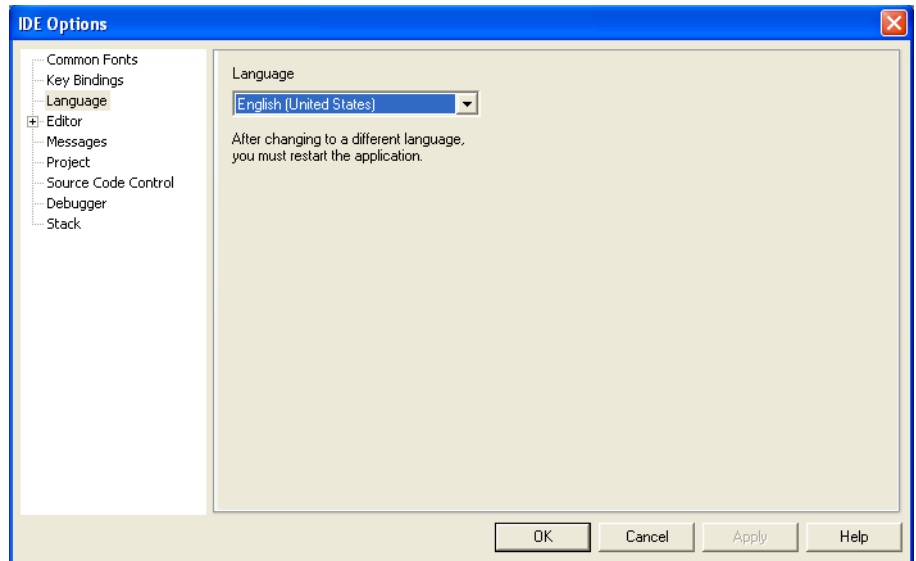 IDE Options
Common Fonts
Key Bindings
Language
Editor
Messages
Project
Source Code Control
Debugger
Stack
Language
English (United States)
After changing to a different language,
you must restart the application.
OK
Cancel
Apply
Help